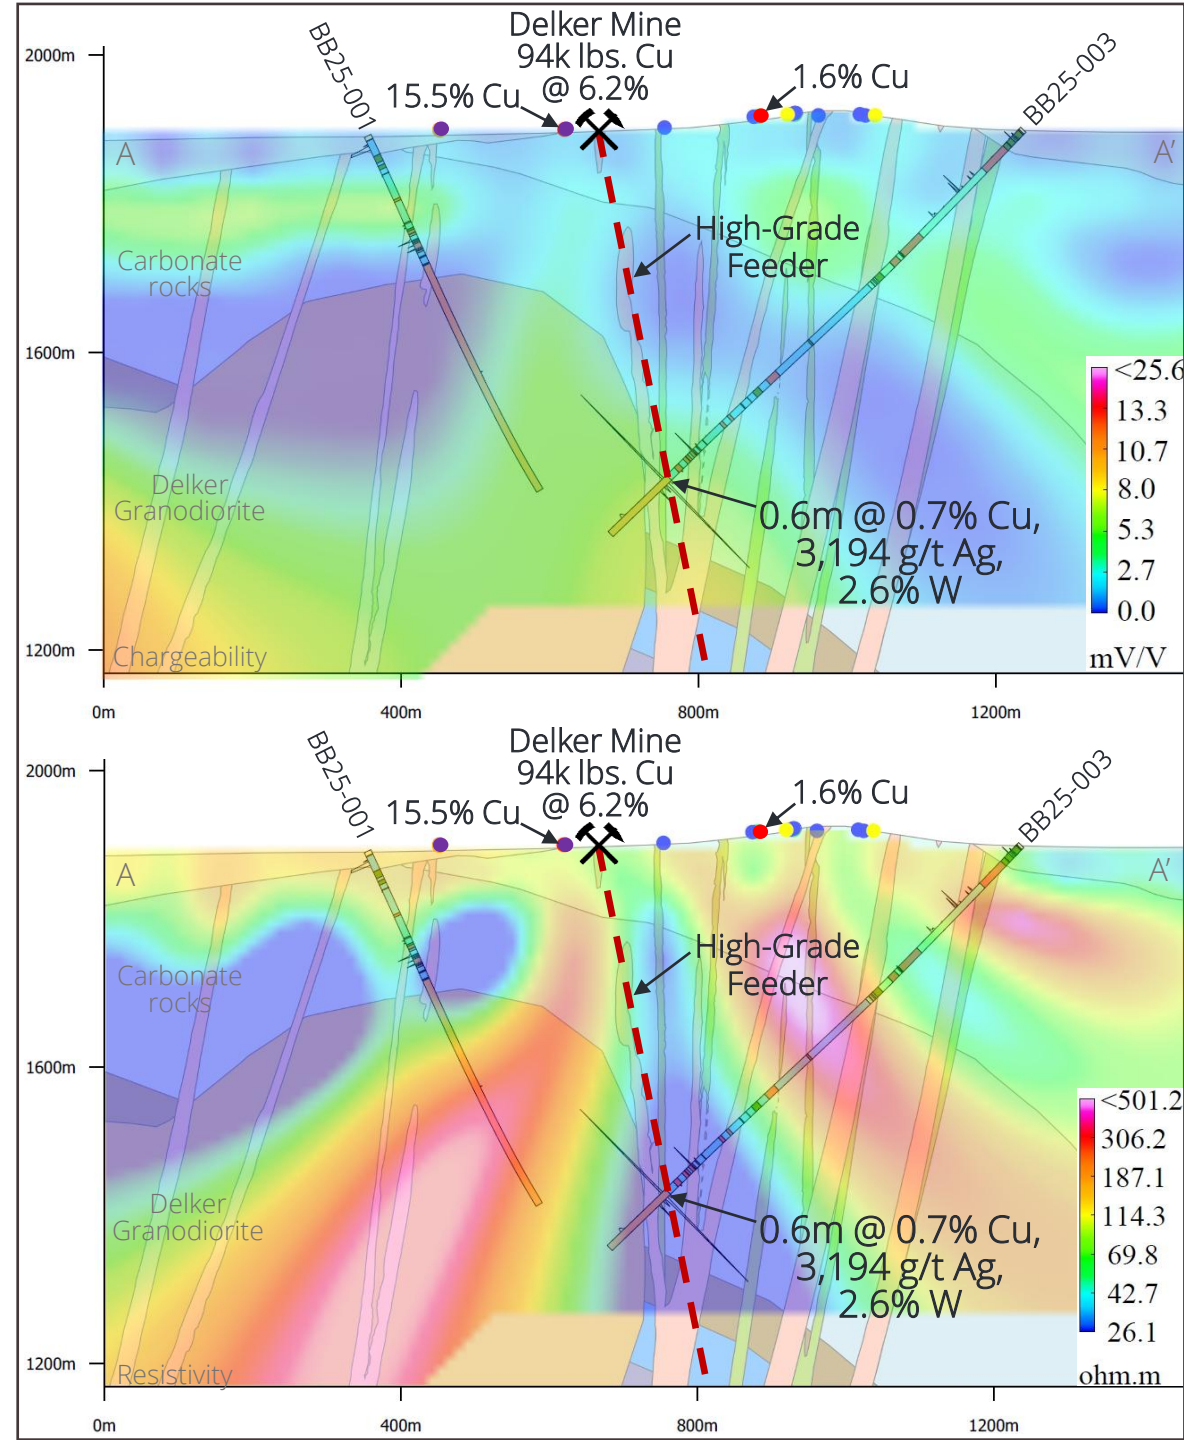 Delker Mine
94k lbs. Cu
@ 6.2%
BB25-001
BB25-003
2000m
15.5% Cu
1.6% Cu
A
A'
High-Grade
Feeder
Carbonate
rocks
1600m
<25.6
13.3
10.7
8.0
5.3
2.7
0.0
mV/V
Delker
Granodiorite
0.6m @ 0.7% Cu,
3,194 g/t Ag,
2.6% W
1200m
Chargeability
0m
400m
800m
1200m
Delker Mine
94k lbs. Cu
@ 6.2%
BB25-001
BB25-003
2000m
15.5% Cu
1.6% Cu
A
A'
High-Grade
Feeder
Carbonate
rocks
1600m
<501.2
306.2
187.1
114.3
69.8
42.7
26.1
ohm.m
Delker
Granodiorite
0.6m @ 0.7% Cu,
3,194 g/t Ag,
2.6% W
1200m
Resistivity
0m
400m
800m
1200m